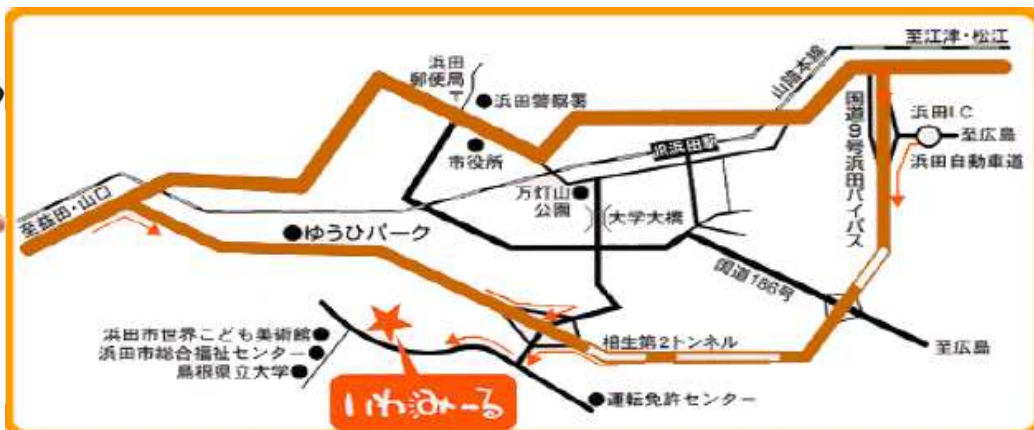 至江津・松江
浜田
郵便局
〒
浜田警察署
山陰本線
国道9号浜田バイパス
浜田I.C
至広島
浜田自動車道
JR浜田駅
市役所
万灯山
公園
大学大橋
至益田・山口
ゆうひパーク
国道186号
浜田市世界こども美術館
浜田市総合福祉センター
島根県立大学
相生第2トンネル
至広島
いわみーる
運転免許センター